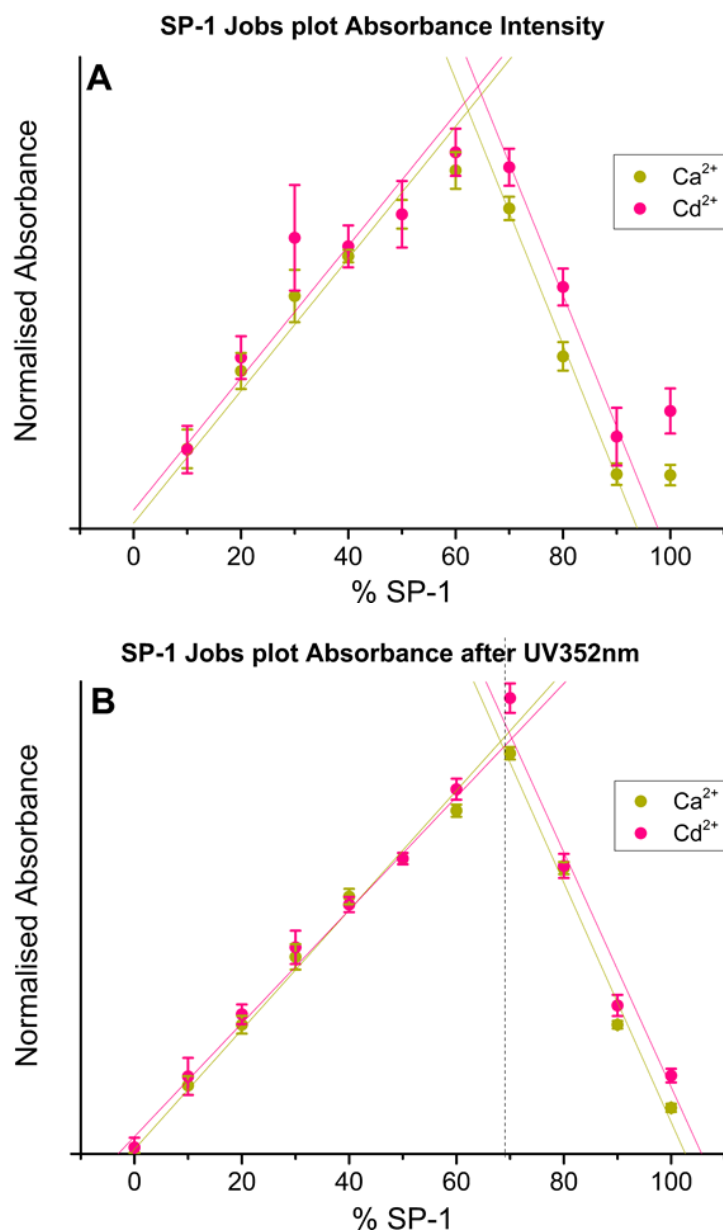 SP-1 Jobs plot Absorbance Intensity
A
Normalised Absorbance
Ca²⁺
Cd²⁺
0 20 40 60 80 100
% SP-1
SP-1 Jobs plot Absorbance after UV352nm
B
Normalised Absorbance
Ca²⁺
Cd²⁺
0 20 40 60 80 100
% SP-1